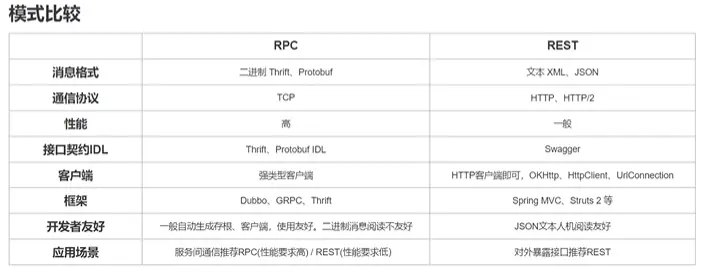 模式比较
RPC REST
消息格式 二进制 Thrift、Protobuf 文本 XML、JSON
通信协议 TCP HTTP、HTTP/2
性能 高 一般
接口契约IDL Thrift、Protobuf IDL Swagger
客户端 强类型客户端 HTTP客户端即可，OKHttp、HttpClient、UrlConnection
框架 Dubbo、GRPC、Thrift Spring MVC、Struts 2 等
开发者友好 一般自动生成存根、客户端，使用友好。二进制消息阅读不友好 JSON文本人机阅读友好
应用场景 服务间通信推荐RPC(性能要求高) / REST(性能要求低) 对外暴露接口推荐REST